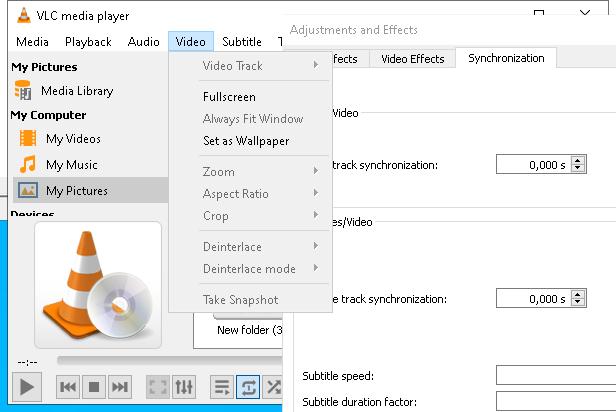 VLC media player
Adjustments and Effects
Media Playback Audio Video Subtitle
Video Effects Synchronization
My Pictures
Media Library
My Computer
My Videos
My Music
My Pictures
Devices
Video Track
Fullscreen
Always Fit Window
Set as Wallpaper
Zoom
Aspect Ratio
Crop
Deinterlace
Deinterlace mode
Take Snapshot
/Video
track synchronization:
0,000 s
es/Video
e track synchronization:
0,000 s
New folder (3
--:--
Subtitle speed:
Subtitle duration factor: